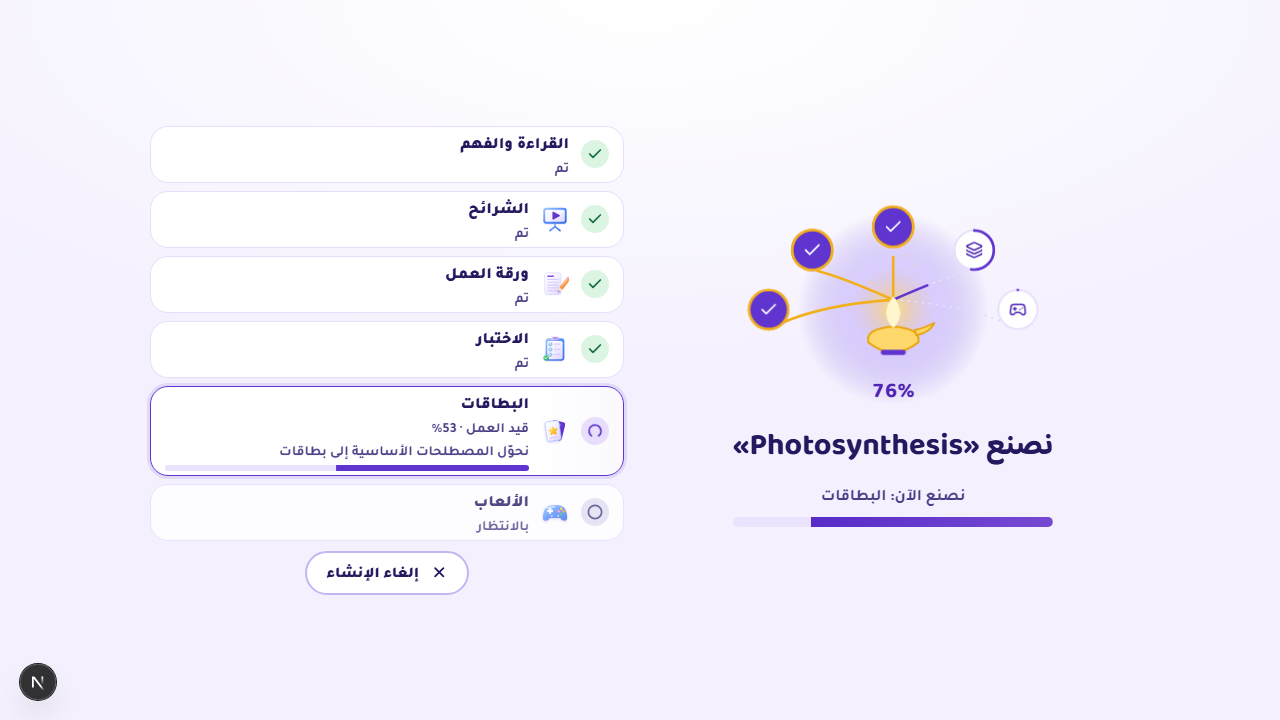 76%
نصنع «Photosynthesis»
نصنع الآن: البطاقات
القراءة والفهم
تم
الشرائح
تم
ورقة العمل
تم
الاختبار
تم
البطاقات
قيد العمل · 53%
نحوّل المصطلحات الأساسية إلى بطاقات
الألعاب
بالانتظار
إلغاء الإنشاء
N